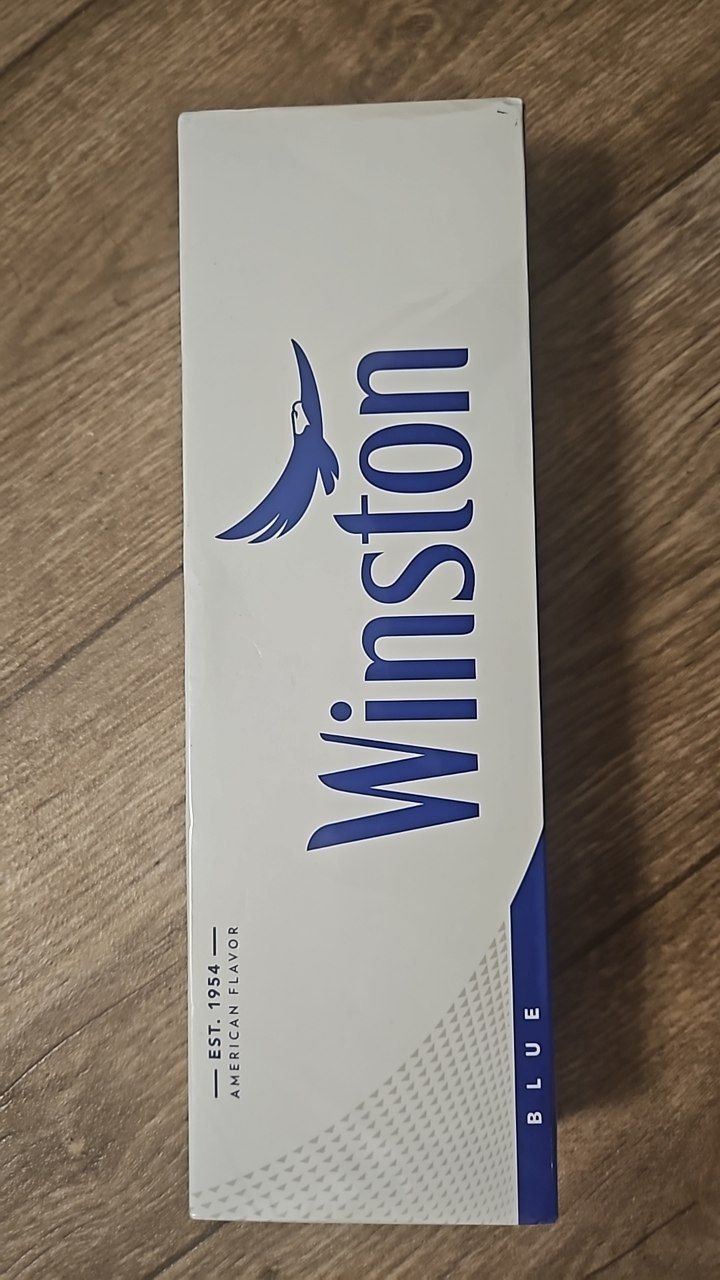 EST. 1954
AMERICAN FLAVOR
Winston
BLUE